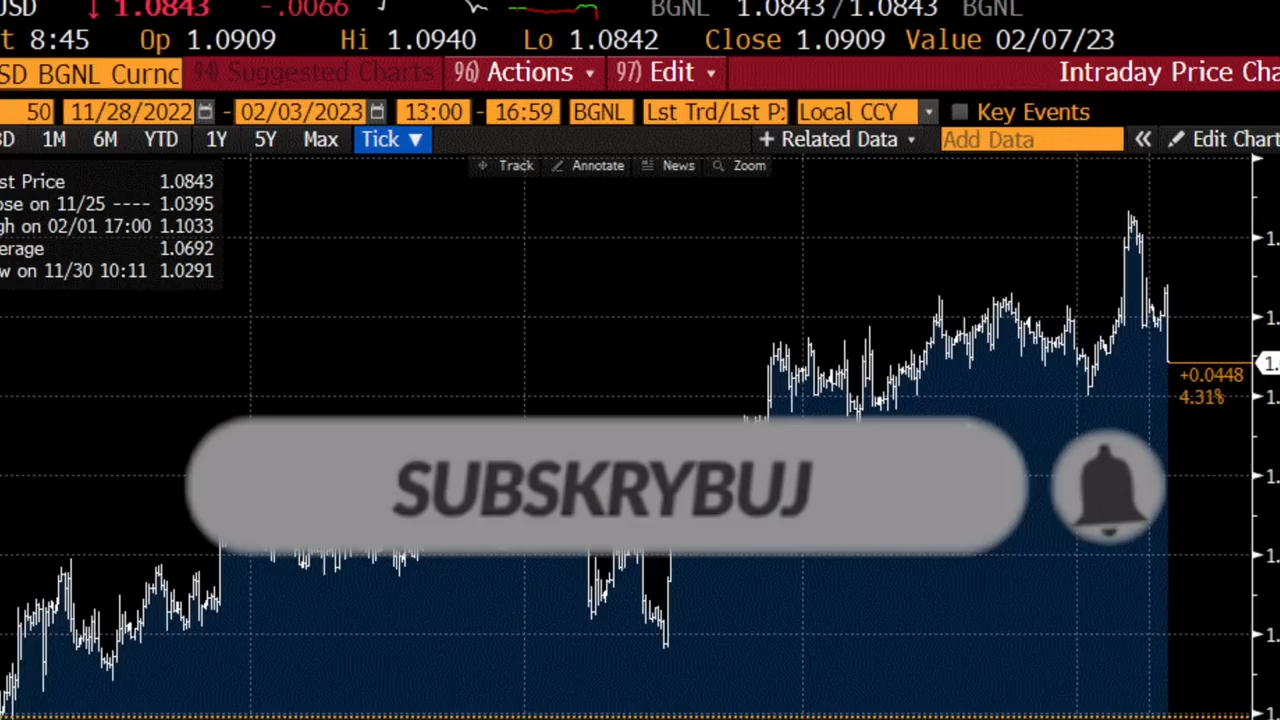 SD ↓ 1.0843 -.0066 BGNL 1.0843/1.0843 BGNL
t 8:45 Op 1.0909 Hi 1.0940 Lo 1.0842 Close 1.0909 Value 02/07/23
SD BGNL Curnc 94) Suggested Charts 96) Actions 97) Edit Intraday Price Cha
50 11/28/2022 - 02/03/2023 13:00 - 16:59 BGNL Lst Trd/Lst P Local CCY Key Events
3D 1M 6M YTD 1Y 5Y Max Tick ▼ + Related Data Add Data « Edit Chart
Track Annotate News Zoom
st Price 1.0843
ose on 11/25 ---- 1.0395
gh on 02/01 17:00 1.1033
erage 1.0692
w on 11/30 10:11 1.0291
+0.0448
4.31%
SUBSKRYBUJ